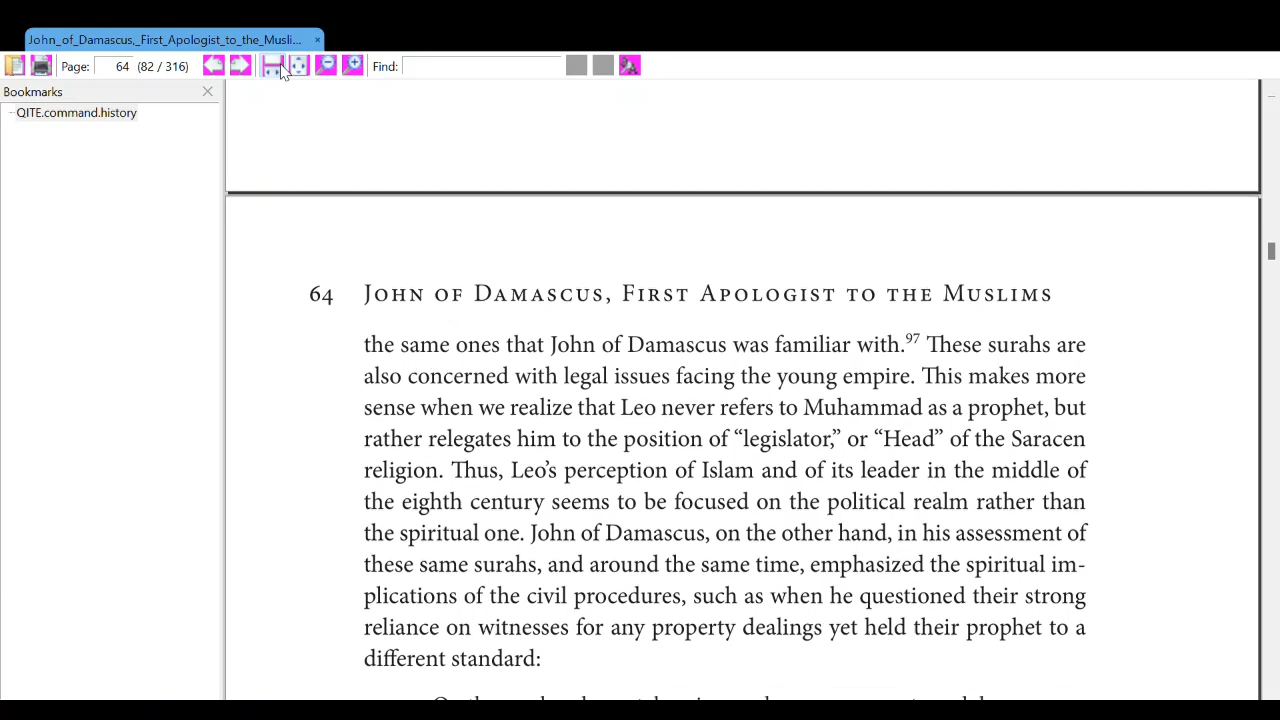 John_of_Damascus,_First_Apologist_to_the_Musli... ×
Page: 64 (82 / 316) Find:
Bookmarks
QITE.command.history
64 John of Damascus, First Apologist to the Muslims
the same ones that John of Damascus was familiar with.97 These surahs are
also concerned with legal issues facing the young empire. This makes more
sense when we realize that Leo never refers to Muhammad as a prophet, but
rather relegates him to the position of “legislator,” or “Head” of the Saracen
religion. Thus, Leo’s perception of Islam and of its leader in the middle of
the eighth century seems to be focused on the political realm rather than
the spiritual one. John of Damascus, on the other hand, in his assessment of
these same surahs, and around the same time, emphasized the spiritual im-
plications of the civil procedures, such as when he questioned their strong
reliance on witnesses for any property dealings yet held their prophet to a
different standard: